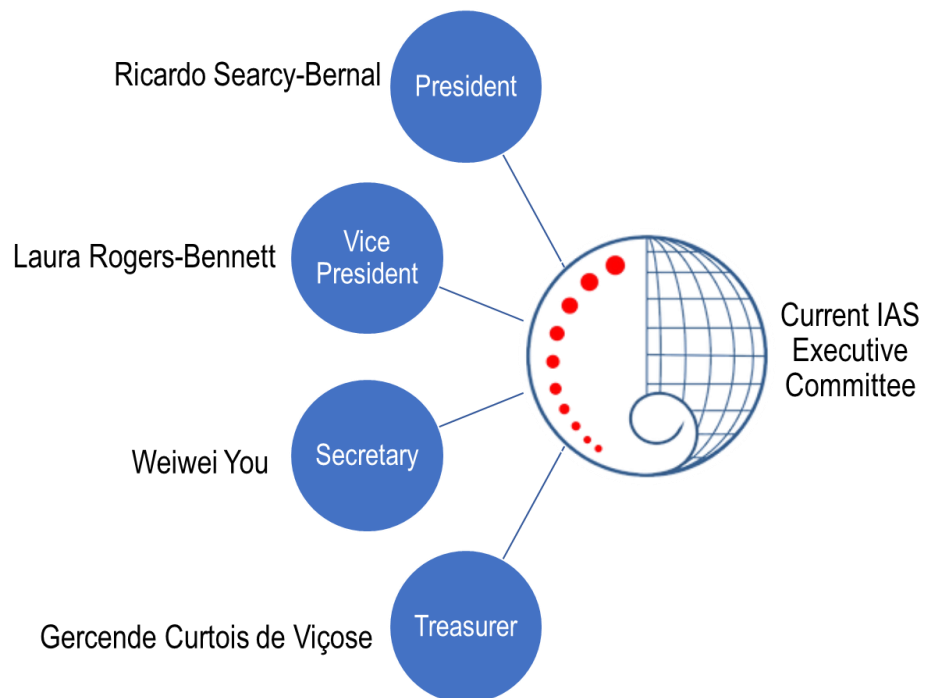 Ricardo Searcy-Bernal
President
Laura Rogers-Bennett
Vice
President
Current IAS
Executive
Committee
Weiwei You
Secretary
Gercende Curtois de Viçose
Treasurer